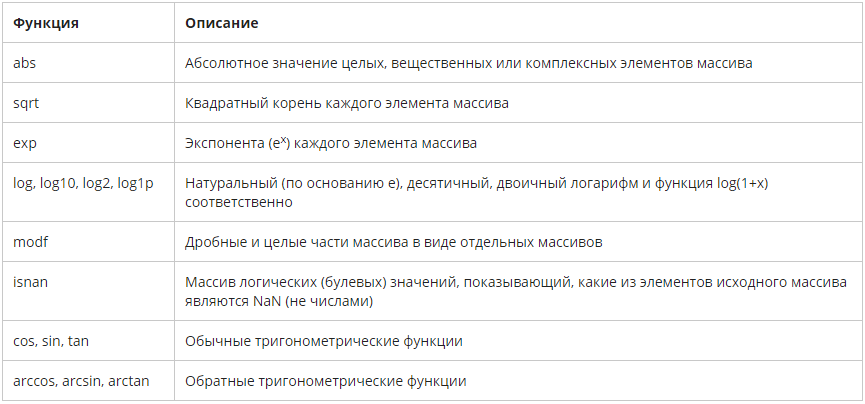 Функция Описание
abs Абсолютное значение целых, вещественных или комплексных элементов массива
sqrt Квадратный корень каждого элемента массива
exp Экспонента (eˣ) каждого элемента массива
log, log10, log2, log1p Натуральный (по основанию e), десятичный, двоичный логарифм и функция log(1+x)
соответственно
modf Дробные и целые части массива в виде отдельных массивов
isnan Массив логических (булевых) значений, показывающий, какие из элементов исходного массива
являются NaN (не числами)
cos, sin, tan Обычные тригонометрические функции
arccos, arcsin, arctan Обратные тригонометрические функции